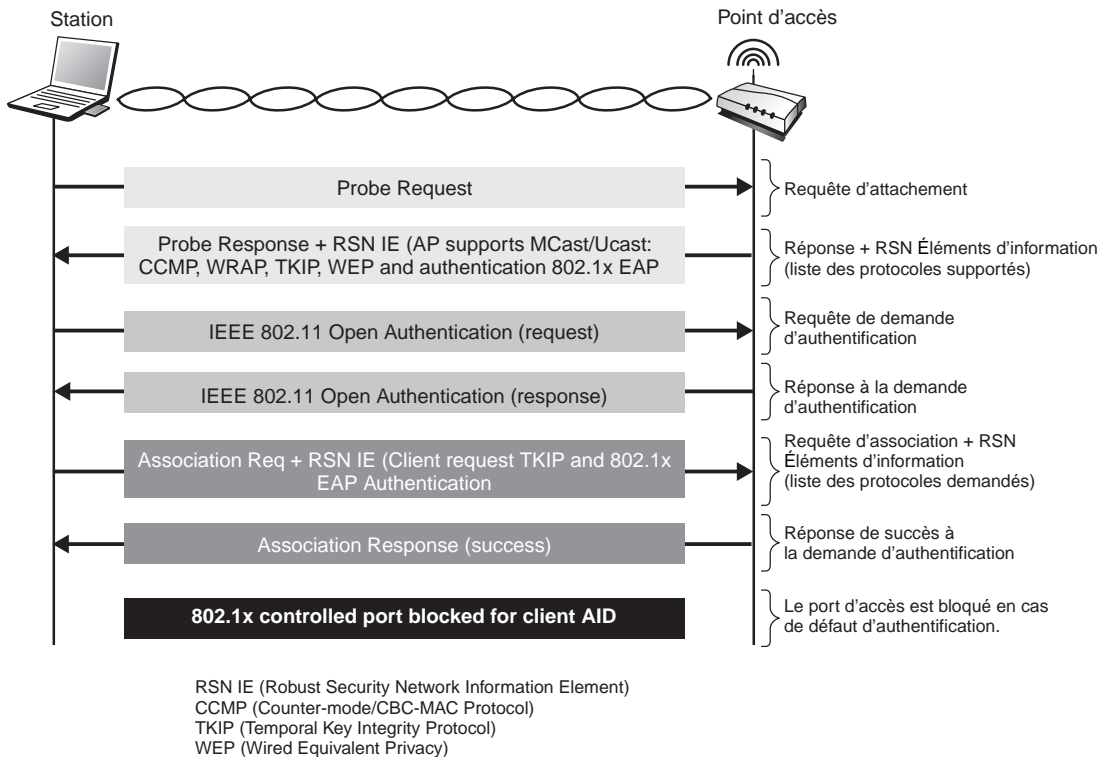 Station
Point d'accès
Probe Request
Requête d'attachement
Probe Response + RSN IE (AP supports MCast/Ucast:
CCMP, WRAP, TKIP, WEP and authentication 802.1x EAP
Réponse + RSN Éléments d'information
(liste des protocoles supportés)
IEEE 802.11 Open Authentication (request)
Requête de demande
d'authentification
IEEE 802.11 Open Authentication (response)
Réponse à la demande
d'authentification
Association Req + RSN IE (Client request TKIP and 802.1x
EAP Authentication
Requête d'association + RSN
Éléments d'information
(liste des protocoles demandés)
Association Response (success)
Réponse de succès à
la demande d'authentification
802.1x controlled port blocked for client AID
Le port d'accès est bloqué en cas
de défaut d'authentification.
RSN IE (Robust Security Network Information Element)
CCMP (Counter-mode/CBC-MAC Protocol)
TKIP (Temporal Key Integrity Protocol)
WEP (Wired Equivalent Privacy)